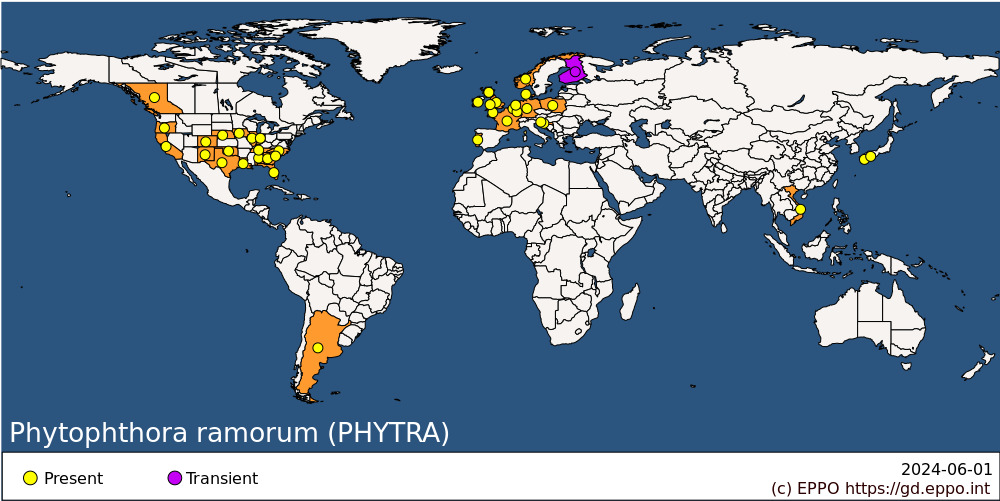 Phytophthora ramorum (PHYTRA)
Present
Transient
2024-06-01
(c) EPPO https://gd.eppo.int